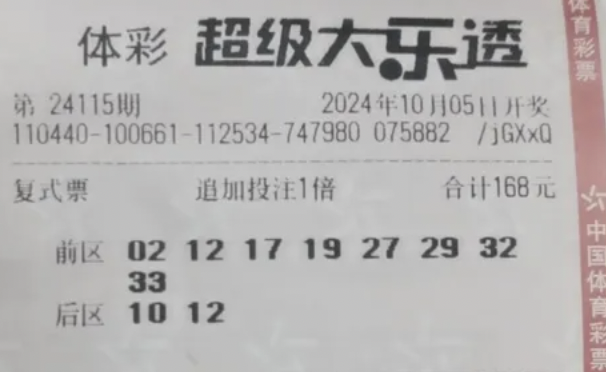 体彩 超级大乐透
第 24115期 2024年10月05日开奖
110440-100661-112534-747980 075882 /jGXxQ
复式票 追加投注1倍 合计168元
前区 02 12 17 19 27 29 32
33
后区 10 12
体育彩票
中国体育彩票